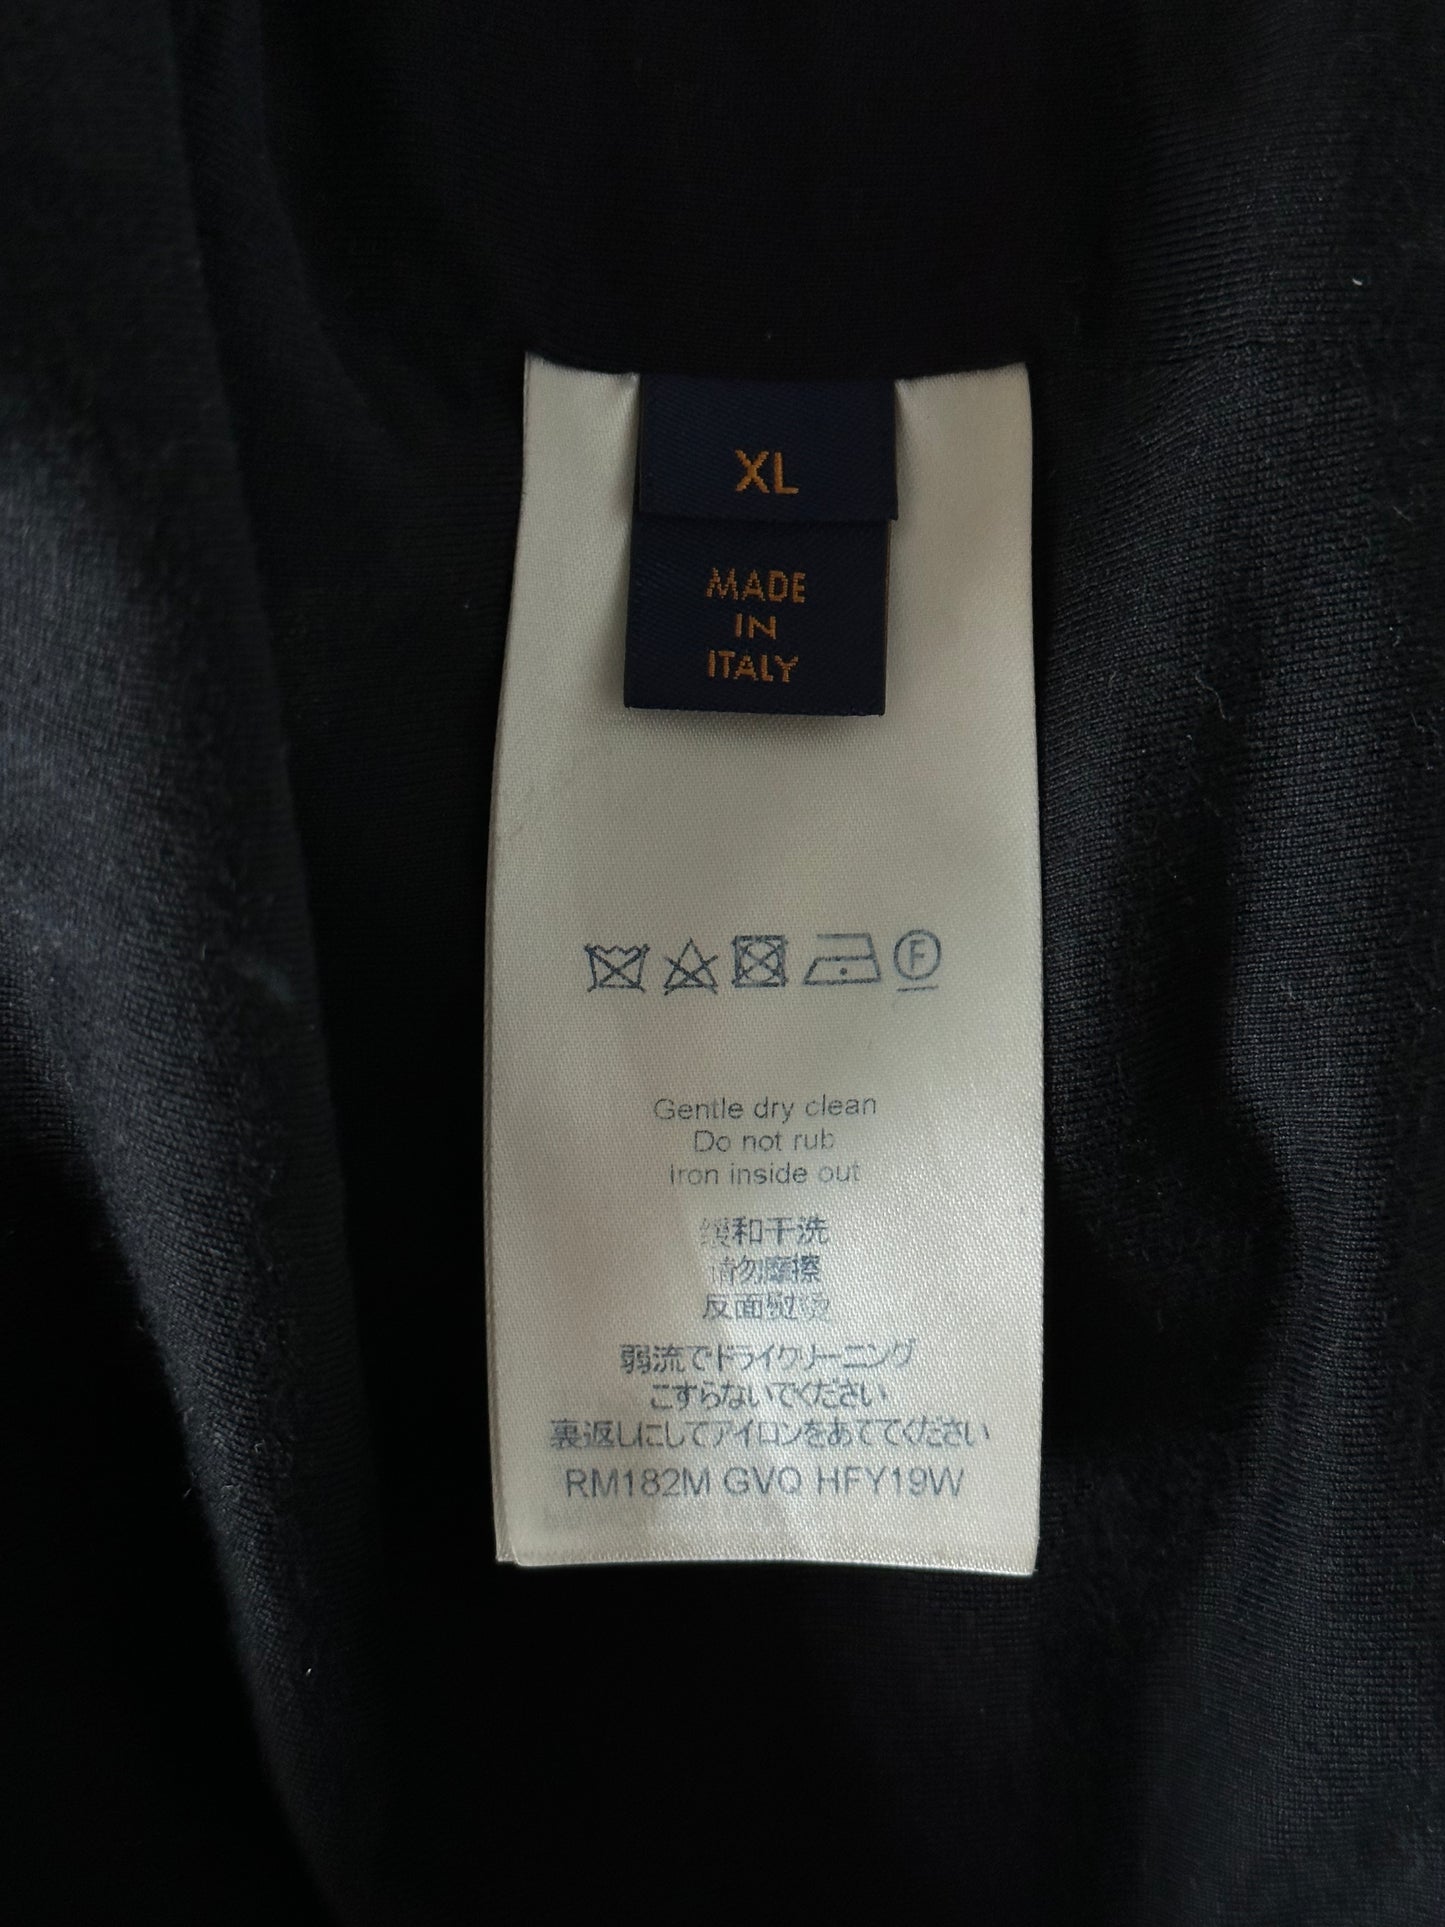 XL
MADE
IN
ITALY
F
Gentle dry clean
Do not rub
Iron inside out
缓和干洗
请勿摩擦
反面熨烫
弱流でドライクリーニング
こすらないでください
裏返しにしてアイロンをあててください
RM182M GVQ HFY19W